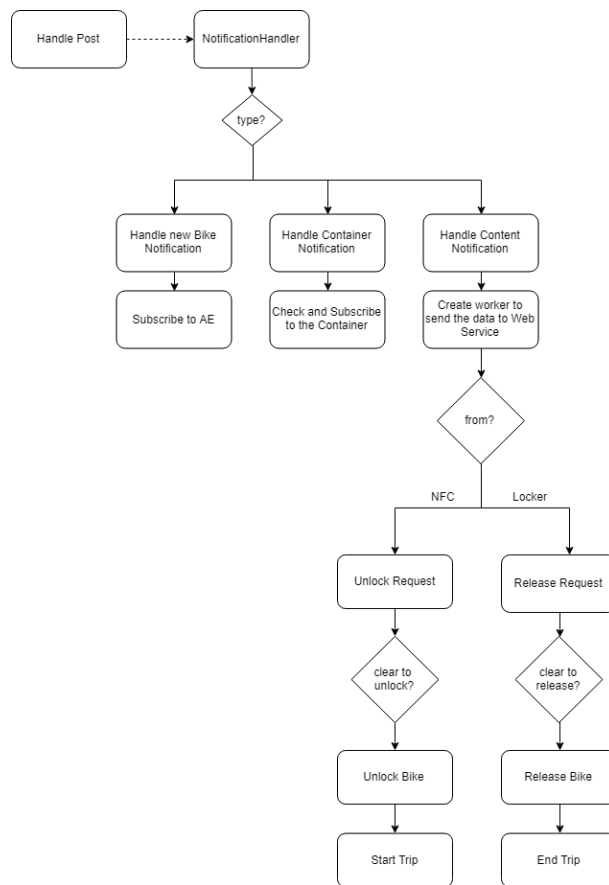 Handle Post
NotificationHandler
type?
Handle new Bike
Notification
Handle Container
Notification
Handle Content
Notification
Subscribe to AE
Check and Subscribe
to the Container
Create worker to
send the data to Web
Service
from?
NFC
Locker
Unlock Request
Release Request
clear to
unlock?
clear to
release?
Unlock Bike
Release Bike
Start Trip
End Trip